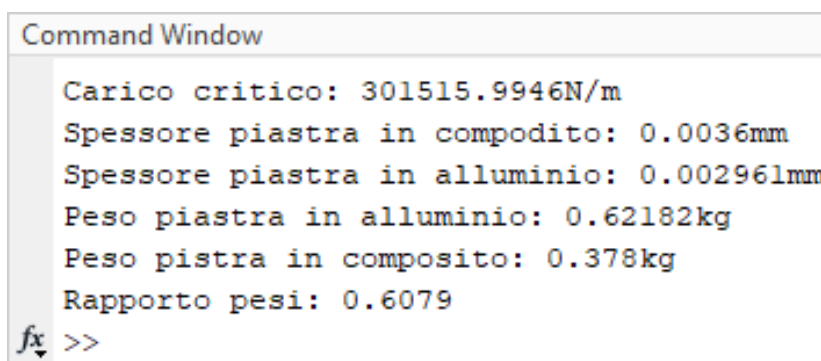 Command Window
Carico critico: 301515.9946N/m
Spessore piastra in compodito: 0.0036mm
Spessore piastra in alluminio: 0.002961mm
Peso piastra in alluminio: 0.62182kg
Peso pistra in composito: 0.378kg
Rapporto pesi: 0.6079
fx >>